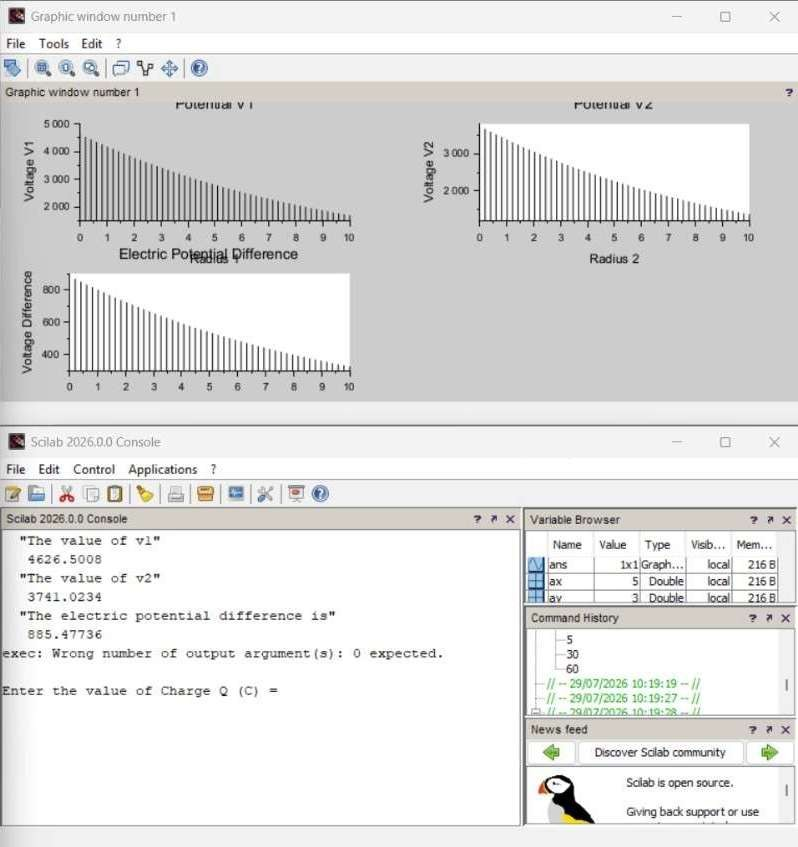 Graphic window number 1
File Tools Edit ?
Graphic window number 1 ?
Potential V1
Voltage V1
5 000
4 000
3 000
2 000
0 1 2 3 4 5 6 7 8 9 10
Radius 1
Potential V2
Voltage V2
3 000
2 000
0 1 2 3 4 5 6 7 8 9 10
Radius 2
Electric Potential Difference
Voltage Difference
800
600
400
0 1 2 3 4 5 6 7 8 9 10
Scilab 2026.0.0 Console
File Edit Control Applications ?
Scilab 2026.0.0 Console ?
"The value of v1"
4626.5008
"The value of v2"
3741.0234
"The electric potential difference is"
885.47736
exec: Wrong number of output argument(s): 0 expected.
Enter the value of Charge Q (C) =
Variable Browser ?
Name Value Type Visib... Mem...
ans 1x1 Graph... local 216 B
ax 5 Double local 216 B
ay 3 Double local 216 B
Command History ?
5
30
60
// -- 29/07/2026 10:19:19 -- //
// -- 29/07/2026 10:19:27 -- //
// -- 29/07/2026 10:19:28 -- //
News feed ?
Discover Scilab community
Scilab is open source.
Giving back support or use